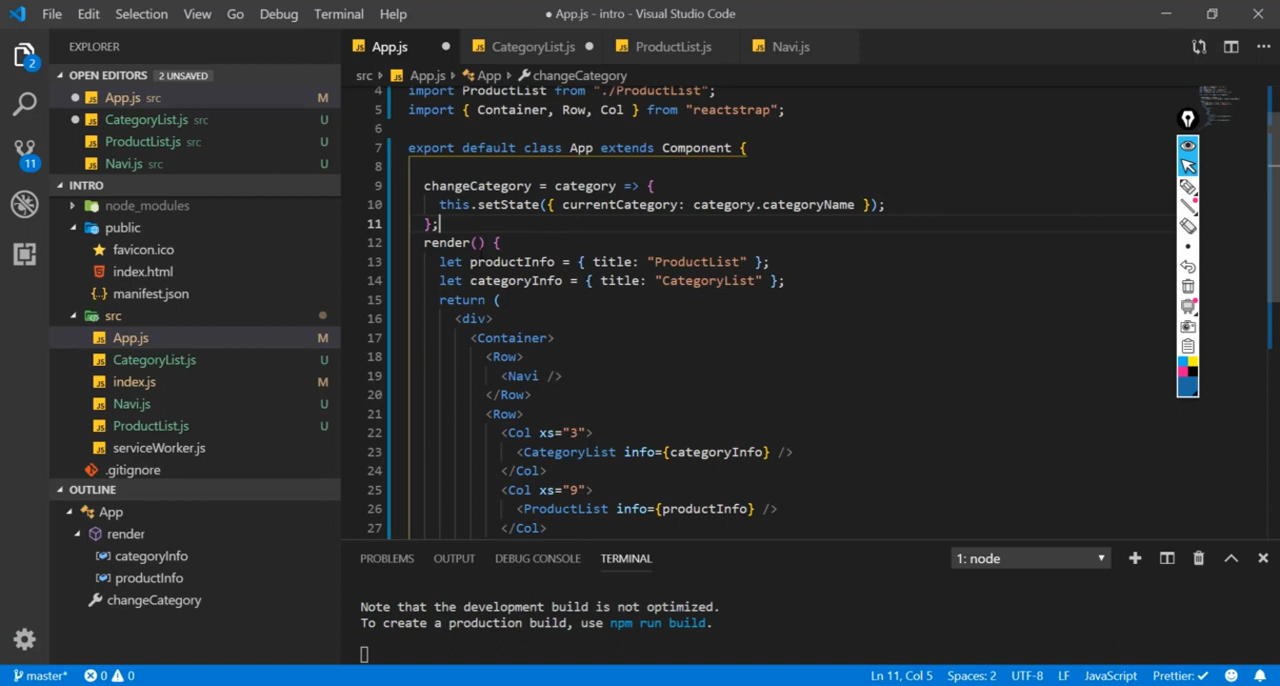 File Edit Selection View Go Debug Terminal Help
● App.js - intro - Visual Studio Code
EXPLORER
OPEN EDITORS 2 UNSAVED
App.js src M
CategoryList.js src U
ProductList.js src U
Navi.js src U
INTRO
node_modules
public
favicon.ico
index.html
manifest.json
src
App.js M
CategoryList.js U
index.js M
Navi.js U
ProductList.js U
serviceWorker.js
.gitignore
OUTLINE
App
render
categoryInfo
productInfo
changeCategory
2
11
App.js CategoryList.js ProductList.js Navi.js
src App.js App changeCategory
4 import ProductList from "./ProductList";
5 import { Container, Row, Col } from "reactstrap";
6
7 export default class App extends Component {
8
9 changeCategory = category => {
10 this.setState({ currentCategory: category.categoryName });
11 };
12 render() {
13 let productInfo = { title: "ProductList" };
14 let categoryInfo = { title: "CategoryList" };
15 return (
16 <div>
17 <Container>
18 <Row>
19 <Navi />
20 </Row>
21 <Row>
22 <Col xs="3">
23 <CategoryList info={categoryInfo} />
24 </Col>
25 <Col xs="9">
26 <ProductList info={productInfo} />
27 </Col>
PROBLEMS OUTPUT DEBUG CONSOLE TERMINAL 1: node
Note that the development build is not optimized.
To create a production build, use npm run build.
master* 0 0 Ln 11, Col 5 Spaces: 2 UTF-8 LF JavaScript Prettier: ✓